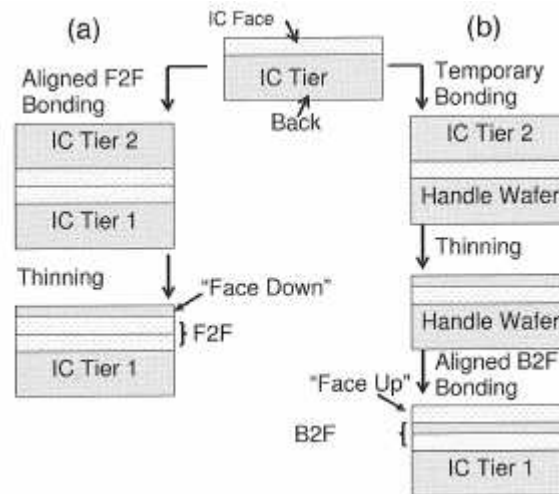 (a)
IC Face
(b)
IC Tier
Back
Aligned F2F
Bonding
IC Tier 2
IC Tier 1
Thinning
"Face Down"
} F2F
IC Tier 1
Temporary
Bonding
IC Tier 2
Handle Wafer
Thinning
Handle Wafer
Aligned B2F
Bonding
"Face Up"
B2F {
IC Tier 1